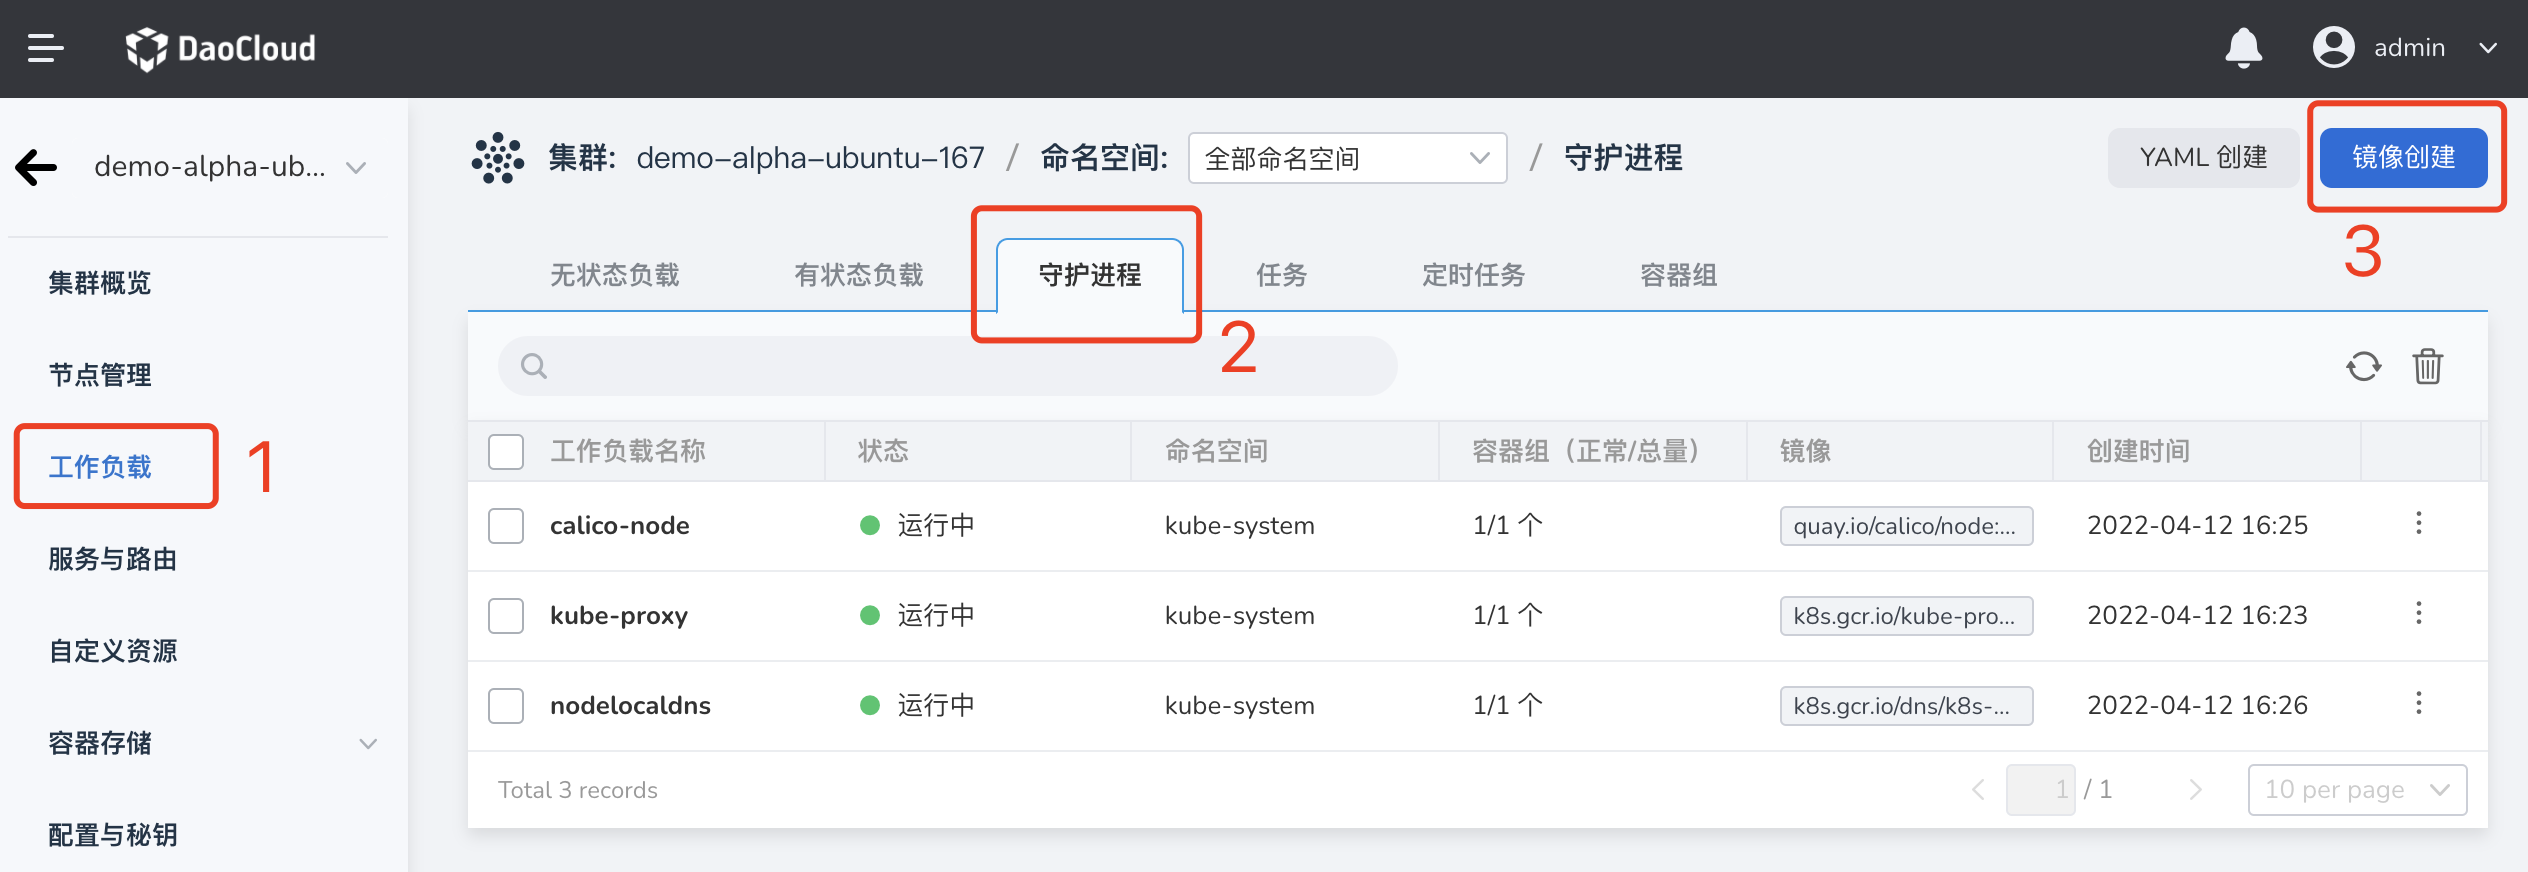 DaoCloud
admin
demo-alpha-ub...
集群: demo-alpha-ubuntu-167 / 命名空间: 全部命名空间 / 守护进程
YAML 创建
镜像创建
3
集群概览
节点管理
工作负载
1
服务与路由
自定义资源
容器存储
配置与秘钥
无状态负载 有状态负载 守护进程 任务 定时任务 容器组
2
工作负载名称 状态 命名空间 容器组（正常/总量） 镜像 创建时间
calico-node 运行中 kube-system 1/1 个 quay.io/calico/node:... 2022-04-12 16:25
kube-proxy 运行中 kube-system 1/1 个 k8s.gcr.io/kube-pro... 2022-04-12 16:23
nodelocaldns 运行中 kube-system 1/1 个 k8s.gcr.io/dns/k8s-... 2022-04-12 16:26
Total 3 records 1 / 1 10 per page